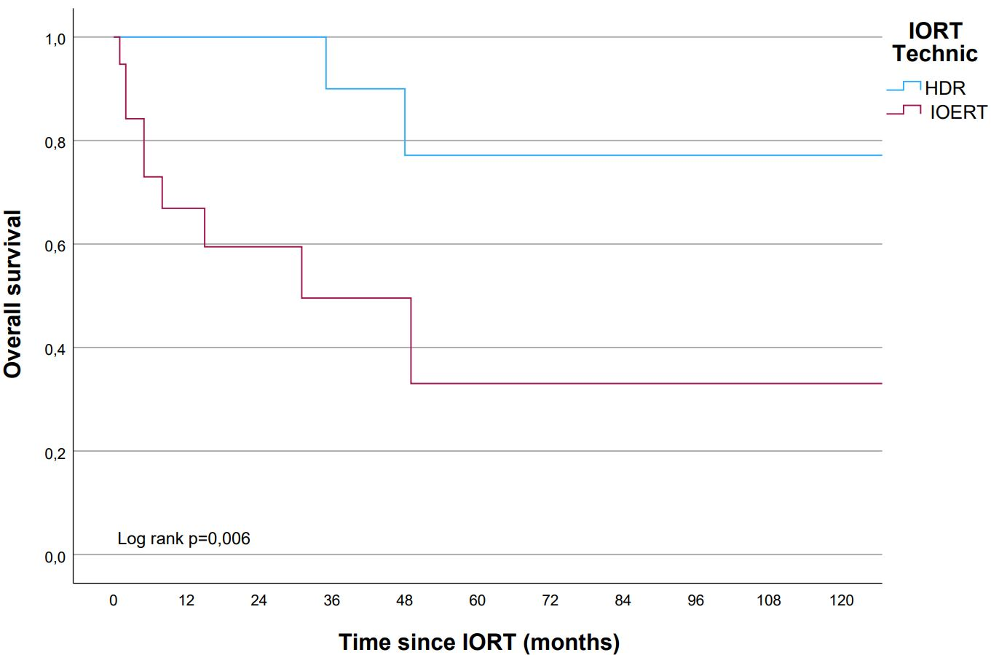 IORT
Technic
HDR
IOERT
Overall survival
1,0
0,8
0,6
0,4
0,2
0,0
Log rank p=0,006
0 12 24 36 48 60 72 84 96 108 120
Time since IORT (months)